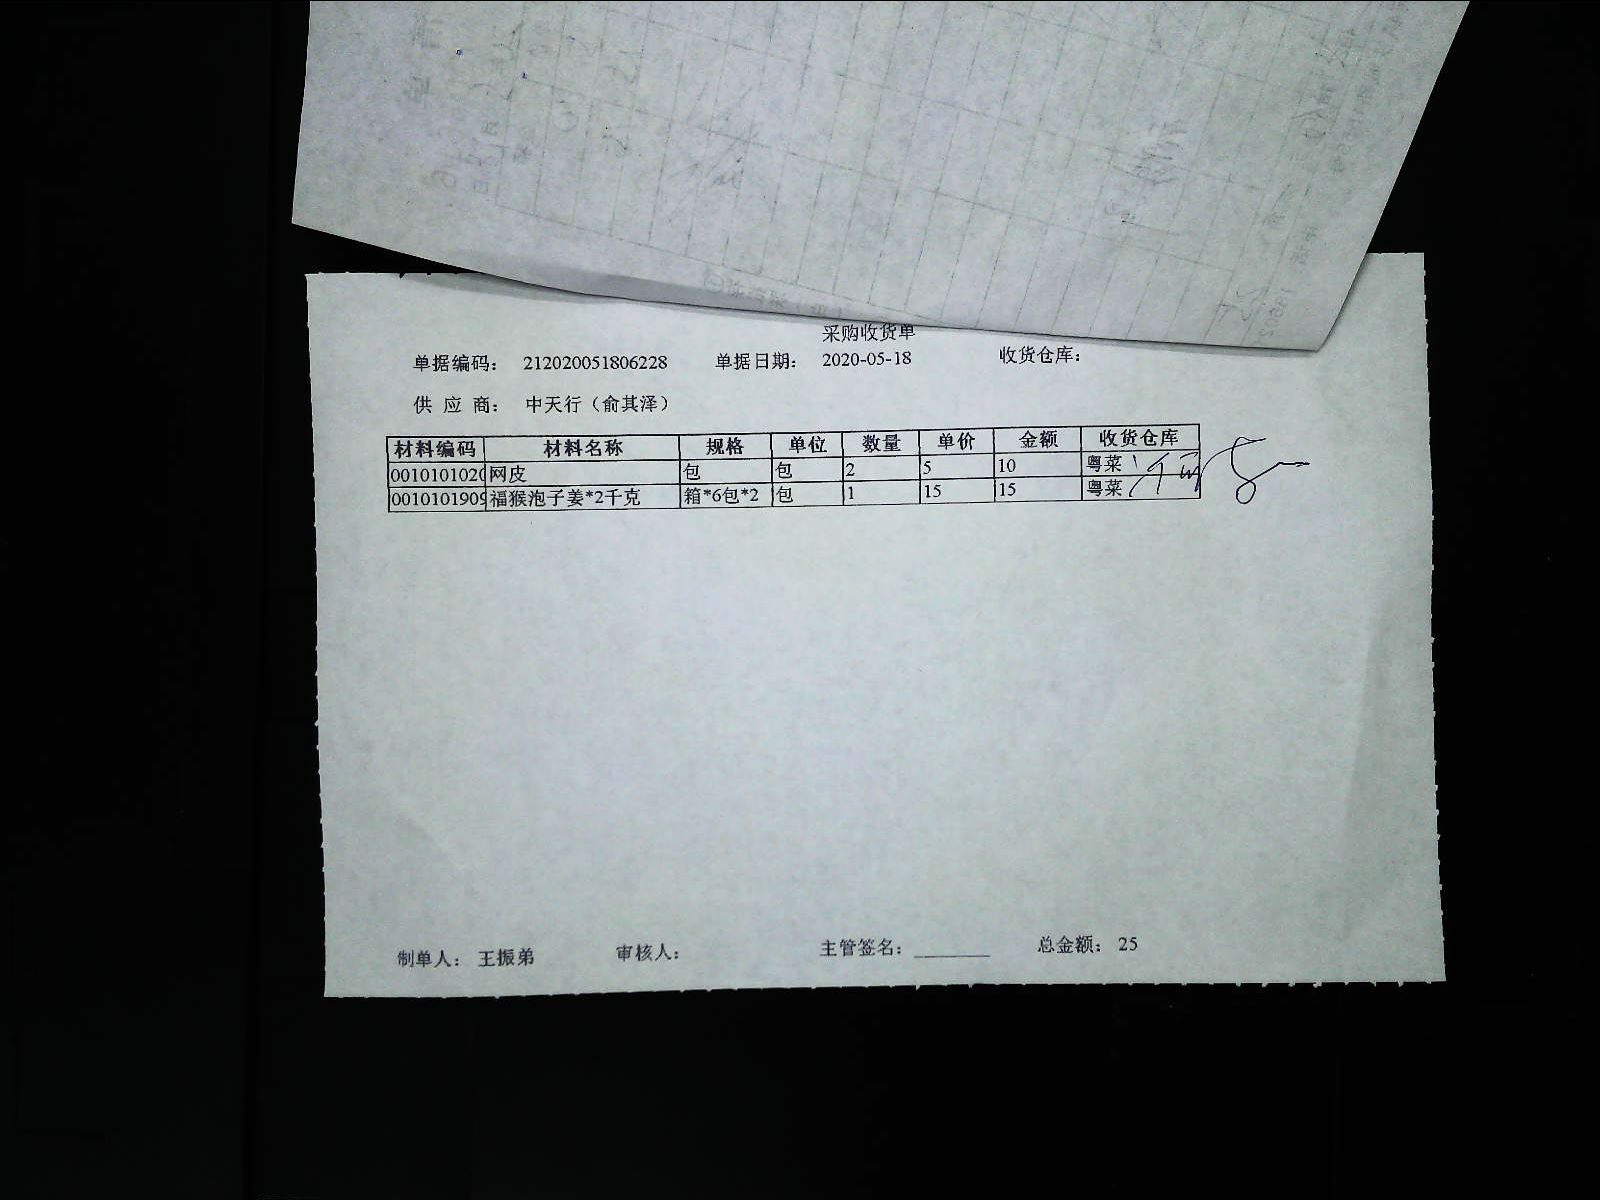 采购收货单
单据编码: 212020051806228 单据日期: 2020-05-18 收货仓库:
供 应 商: 中天行（俞其泽）
材料编码 材料名称 规格 单位 数量 单价 金额 收货仓库
0010101020 网皮 包 包 2 5 10 粤菜
0010101909 福猴泡子姜*2千克 箱*6包*2 包 1 15 15 粤菜
制单人: 王振弟 审核人: 主管签名: ________ 总金额: 25